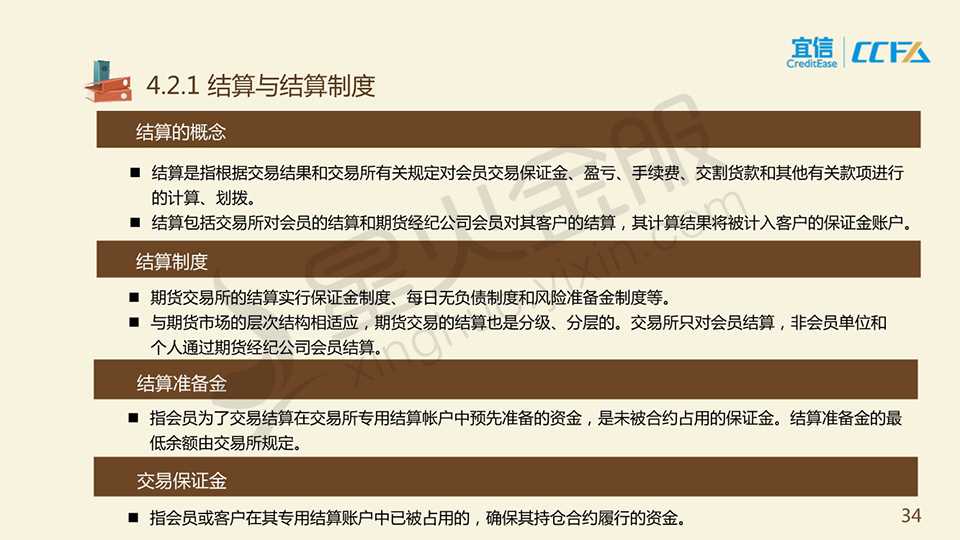 宜信
CreditEase
CCFA
4.2.1 结算与结算制度
结算的概念
■ 结算是指根据交易结果和交易所有关规定对会员交易保证金、盈亏、手续费、交割货款和其他有关款项进行
的计算、划拨。
■ 结算包括交易所对会员的结算和期货经纪公司会员对其客户的结算，其计算结果将被计入客户的保证金账户。
结算制度
■ 期货交易所的结算实行保证金制度、每日无负债制度和风险准备金制度等。
■ 与期货市场的层次结构相适应，期货交易的结算也是分级、分层的。交易所只对会员结算，非会员单位和
个人通过期货经纪公司会员结算。
结算准备金
■ 指会员为了交易结算在交易所专用结算帐户中预先准备的资金，是未被合约占用的保证金。结算准备金的最
低余额由交易所规定。
交易保证金
■ 指会员或客户在其专用结算账户中已被占用的，确保其持仓合约履行的资金。
34
星火金服
xinghuo.yixin.com